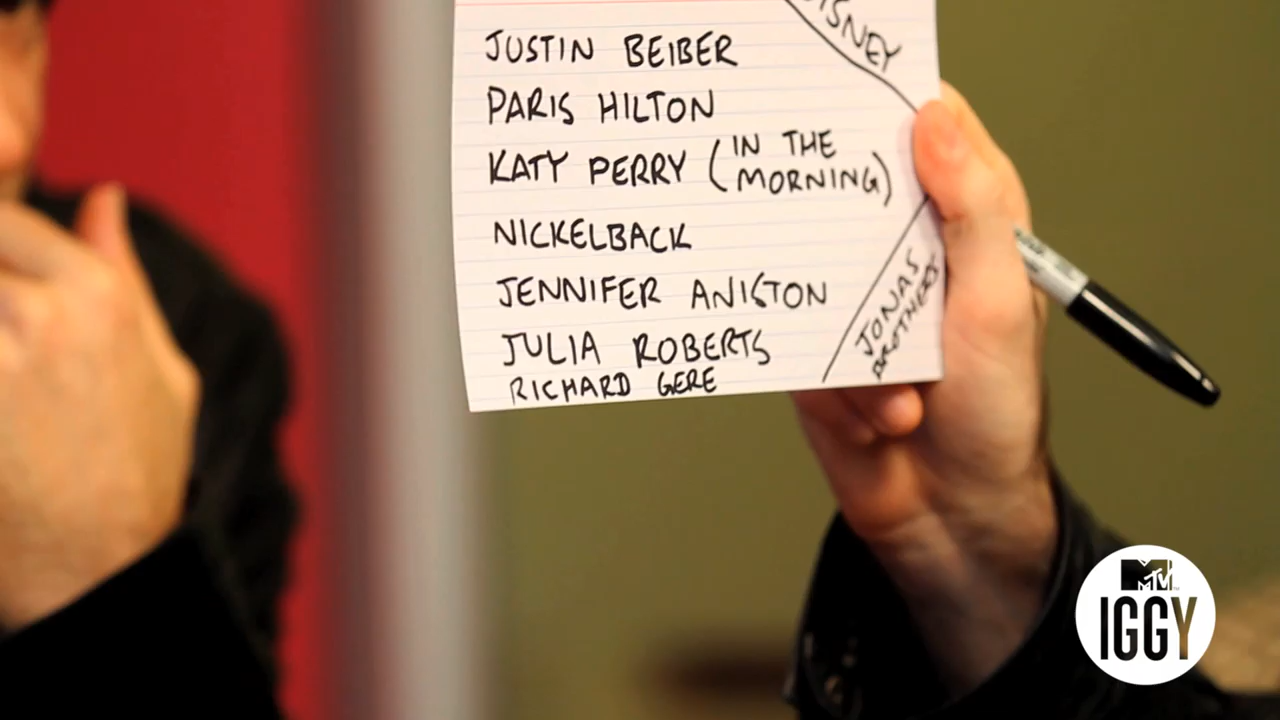 DISNEY
JUSTIN BEIBER
PARIS HILTON
KATY PERRY (IN THE
MORNING)
NICKELBACK
JENNIFER ANISTON
JULIA ROBERTS
RICHARD GERE
JONAS
BROTHERS
MTV
IGGY